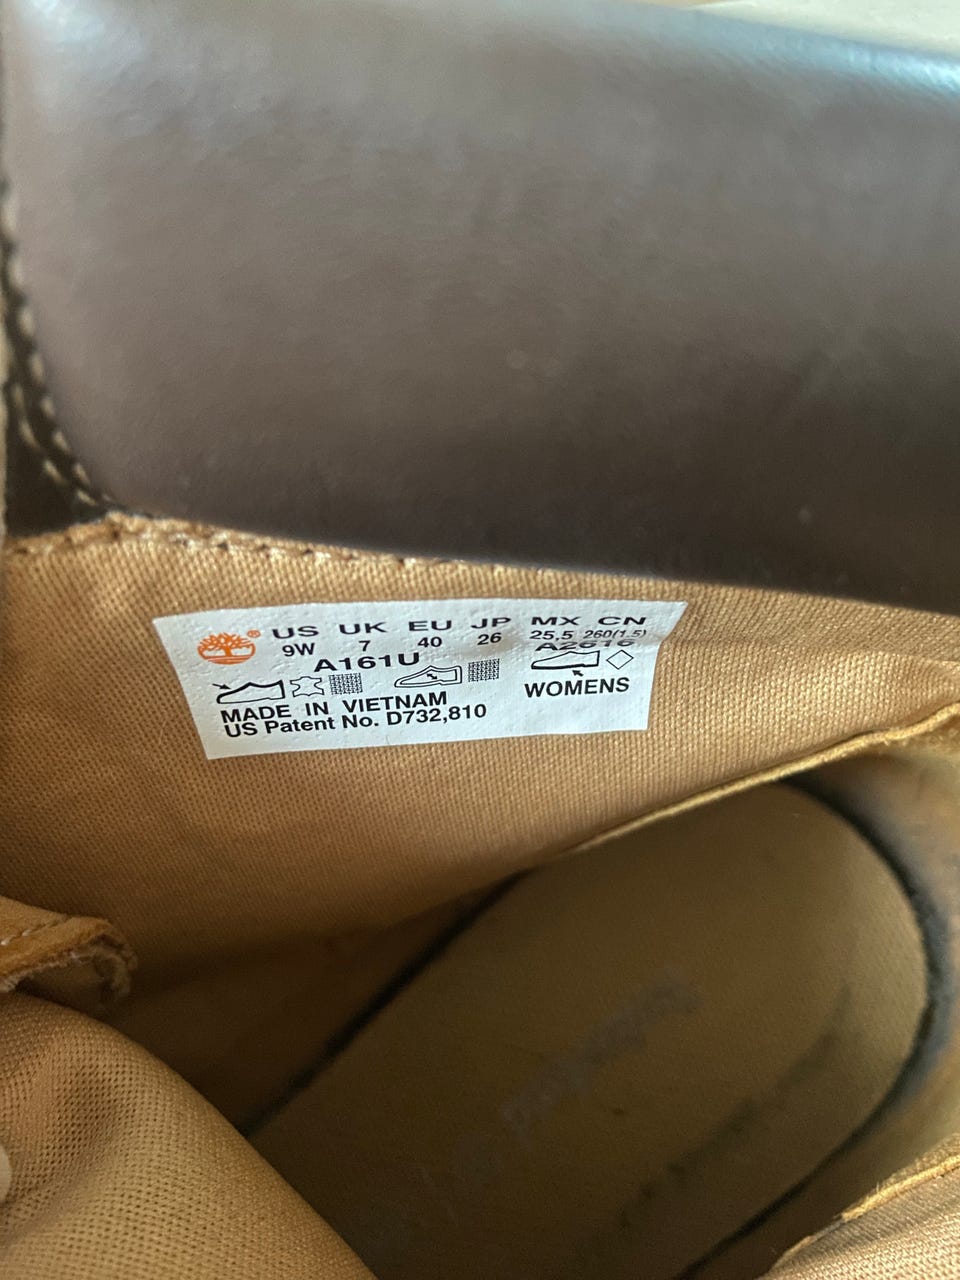 ® US UK EU JP MX CN
9W 7 40 26 25,5 260(1.5)
A161U A2616
MADE IN VIETNAM WOMENS
US Patent No. D732,810